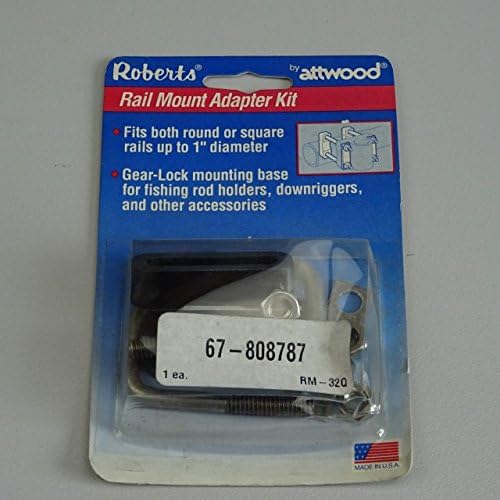 Roberts® by attwood®
Rail Mount Adapter Kit
• Fits both round or square
rails up to 1" diameter
• Gear-Lock mounting base
for fishing rod holders, downriggers,
and other accessories
67-808787
1 ea. RM-32Q
MADE IN U.S.A.